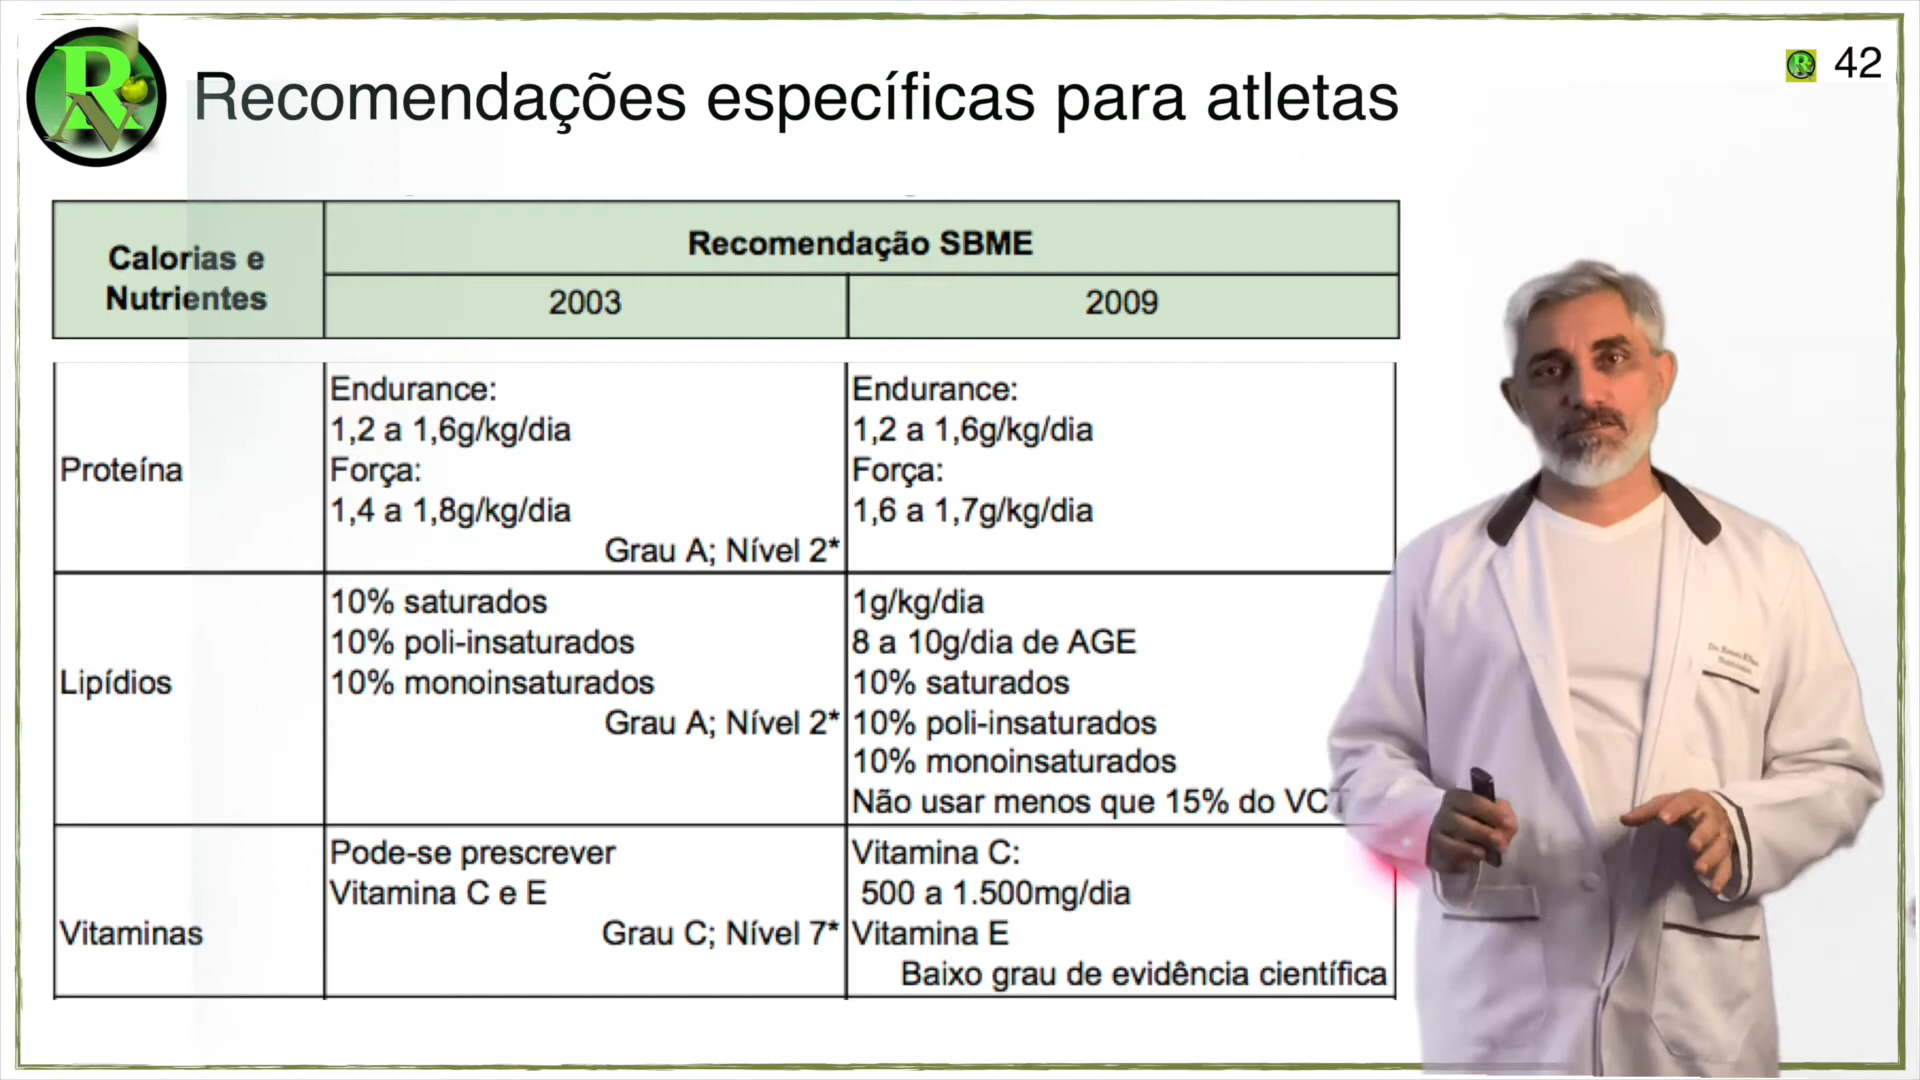 Recomendações específicas para atletas
42
Calorias e
Nutrientes
Recomendação SBME
2003
2009
Proteína
Endurance:
1,2 a 1,6g/kg/dia
Força:
1,4 a 1,8g/kg/dia
Grau A; Nível 2*
Endurance:
1,2 a 1,6g/kg/dia
Força:
1,6 a 1,7g/kg/dia
Lipídios
10% saturados
10% poli-insaturados
10% monoinsaturados
Grau A; Nível 2*
1g/kg/dia
8 a 10g/dia de AGE
10% saturados
10% poli-insaturados
10% monoinsaturados
Não usar menos que 15% do VCT
Vitaminas
Pode-se prescrever
Vitamina C e E
Grau C; Nível 7*
Vitamina C:
500 a 1.500mg/dia
Vitamina E
Baixo grau de evidência científica